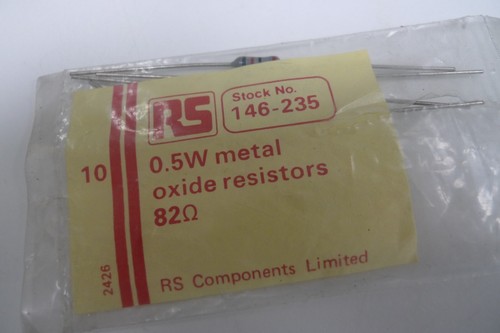 RS
Stock No.
146-235
10
0.5W metal
oxide resistors
82Ω
2426
RS Components Limited